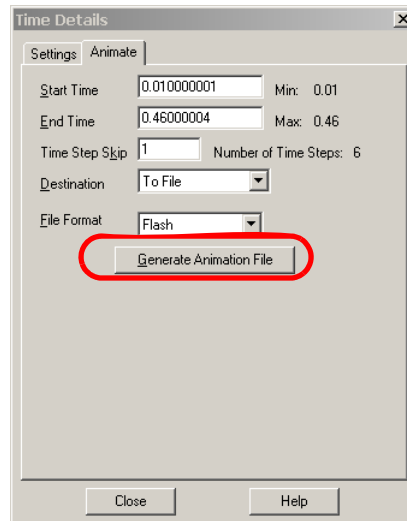 Time Details
Settings Animate
Start Time 0.010000001 Min: 0.01
End Time 0.46000004 Max: 0.46
Time Step Skip 1 Number of Time Steps: 6
Destination To File
File Format Flash
Generate Animation File
Close Help